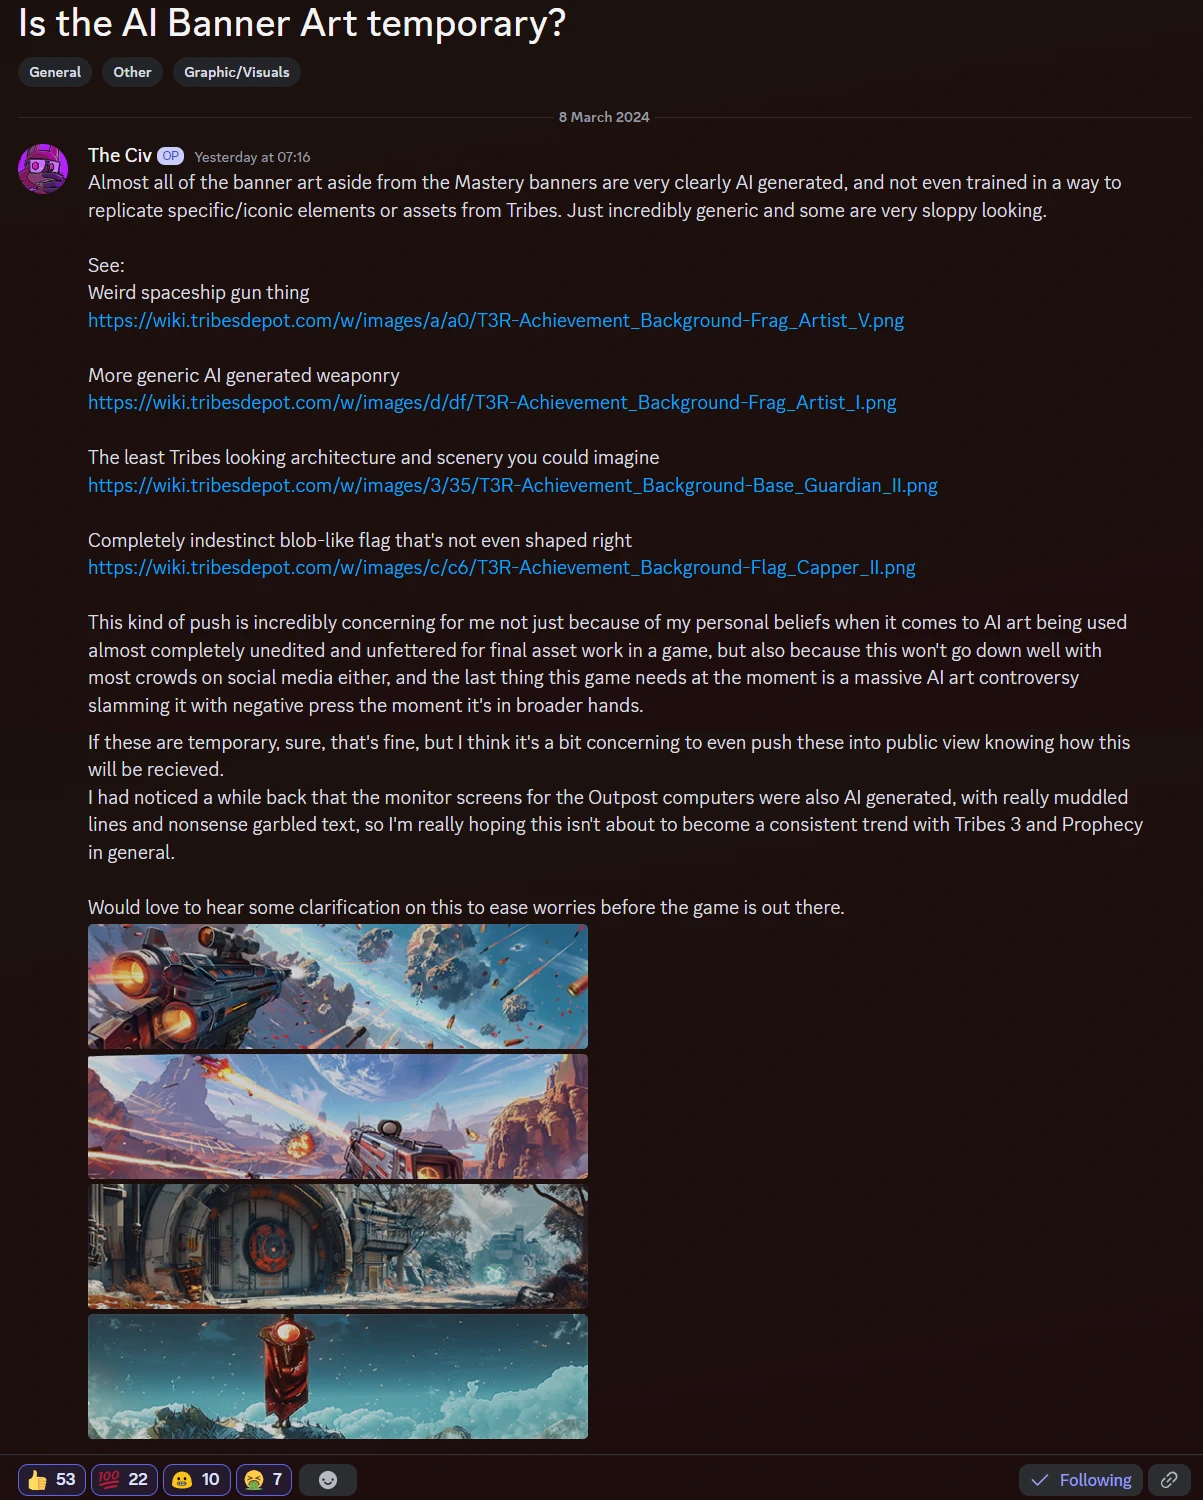 Is the AI Banner Art temporary?
General Other Graphic/Visuals
8 March 2024
The Civ OP Yesterday at 07:16
Almost all of the banner art aside from the Mastery banners are very clearly AI generated, and not even trained in a way to
replicate specific/iconic elements or assets from Tribes. Just incredibly generic and some are very sloppy looking.
See:
Weird spaceship gun thing
https://wiki.tribesdepot.com/w/images/a/a0/T3R-Achievement_Background-Frag_Artist_V.png
More generic AI generated weaponry
https://wiki.tribesdepot.com/w/images/d/df/T3R-Achievement_Background-Frag_Artist_I.png
The least Tribes looking architecture and scenery you could imagine
https://wiki.tribesdepot.com/w/images/3/35/T3R-Achievement_Background-Base_Guardian_II.png
Completely indestinct blob-like flag that's not even shaped right
https://wiki.tribesdepot.com/w/images/c/c6/T3R-Achievement_Background-Flag_Capper_II.png
This kind of push is incredibly concerning for me not just because of my personal beliefs when it comes to AI art being used
almost completely unedited and unfettered for final asset work in a game, but also because this won't go down well with
most crowds on social media either, and the last thing this game needs at the moment is a massive AI art controversy
slamming it with negative press the moment it's in broader hands.
If these are temporary, sure, that's fine, but I think it's a bit concerning to even push these into public view knowing how this
will be recieved.
I had noticed a while back that the monitor screens for the Outpost computers were also AI generated, with really muddled
lines and nonsense garbled text, so I'm really hoping this isn't about to become a consistent trend with Tribes 3 and Prophecy
in general.
Would love to hear some clarification on this to ease worries before the game is out there.
53 100 22 10 7 Following